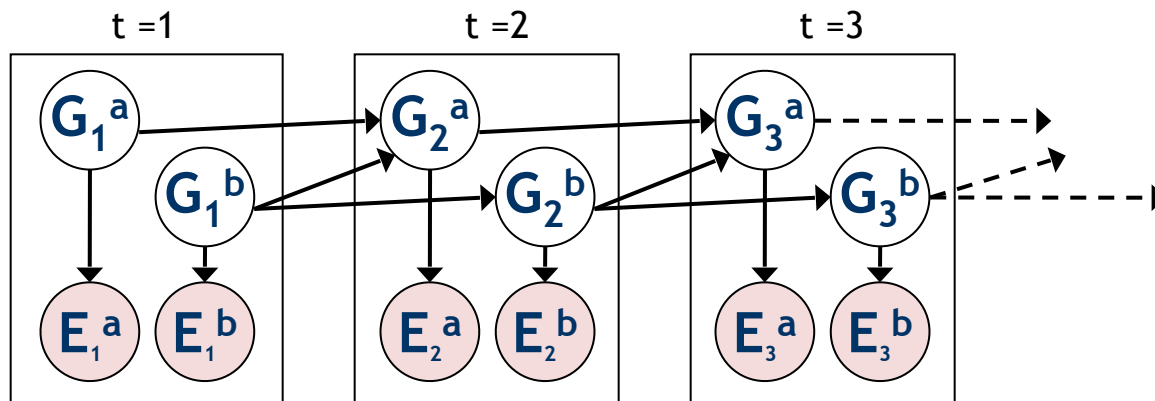 t =1 t =2 t =3
G₁ᵃ G₂ᵃ G₃ᵃ
G₁ᵇ G₂ᵇ G₃ᵇ
E₁ᵃ E₁ᵇ E₂ᵃ E₂ᵇ E₃ᵃ E₃ᵇ